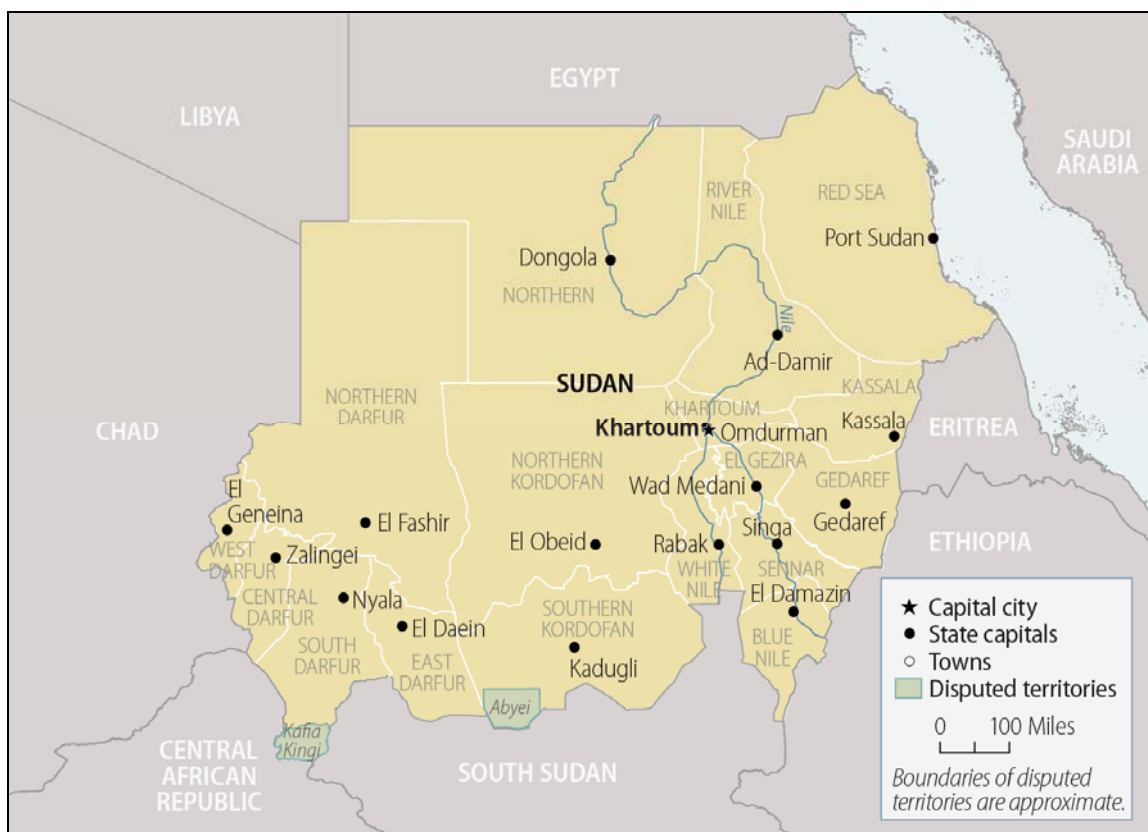 EGYPT
LIBYA
SAUDI
ARABIA
RIVER
NILE
RED SEA
Port Sudan
Dongola
NORTHERN
Nile
Ad-Damir
SUDAN
KASSALA
NORTHERN
DARFUR
KHARTOUM
CHAD
Khartoum
Omdurman
Kassala
ERITREA
NORTHERN
KORDOFAN
EL GEZIRA
GEDAREF
Wad Medani
El
Geneina
Gedaref
El Fashir
Singa
El Obeid
Rabak
ETHIOPIA
WEST
DARFUR
Zalingei
WHITE
NILE
SENNAR
CENTRAL
DARFUR
Nyala
El Damazin
SOUTHERN
KORDOFAN
El Daein
BLUE
NILE
SOUTH
DARFUR
EAST
DARFUR
Kadugli
Abyei
Kafia
Kingi
CENTRAL
AFRICAN
REPUBLIC
SOUTH SUDAN
Capital city
State capitals
Towns
Disputed territories
0 100 Miles
Boundaries of disputed
territories are approximate.